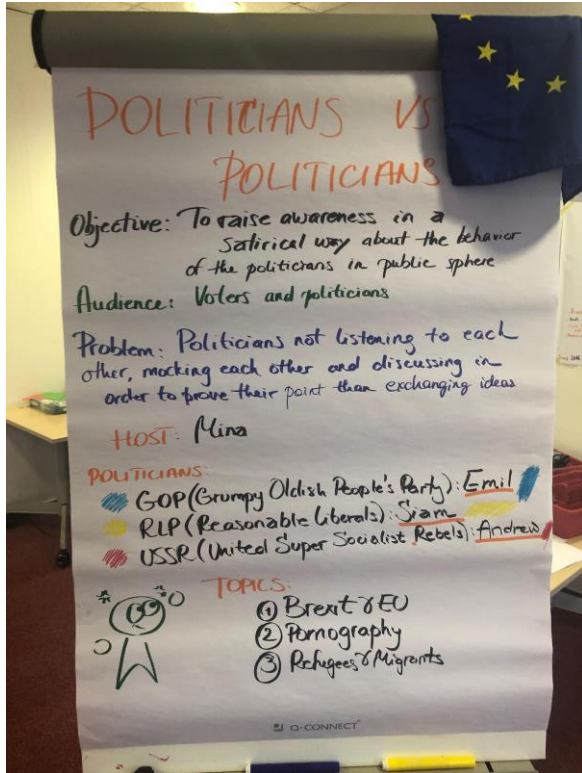 POLITICIANS VS
POLITICIANS
Objective: To raise awareness in a
satirical way about the behavior
of the politicians in public sphere
Audience: Voters and politicians
Problem: Politicians not listening to each
other, mocking each other and discussing in
order to prove their point than exchanging ideas
HOST: Mina
POLITICIANS:
GOP (Grumpy Oldish People's Party): Emil
RLP (Reasonable Liberals): Siam
USSR (United Super Socialist Rebels): Andrew
TOPICS:
1 Brexit & EU
2 Pornography
3 Refugees & Migrants
Q-CONNECT